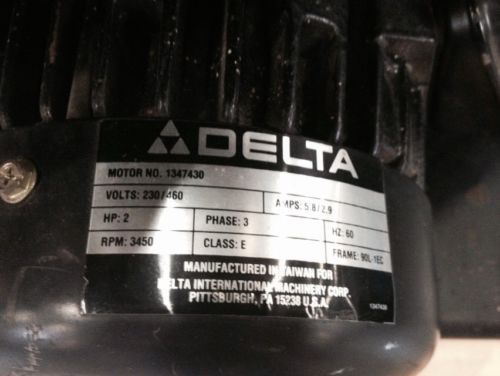 DELTA
MOTOR NO. 1347430
VOLTS: 230/460 AMPS: 5.8/2.9
HP: 2 PHASE: 3 HZ: 60
RPM: 3450 CLASS: E FRAME: 90L-1EC
MANUFACTURED IN TAIWAN FOR
DELTA INTERNATIONAL MACHINERY CORP.
PITTSBURGH, PA 15238 U.S.A.
1347439